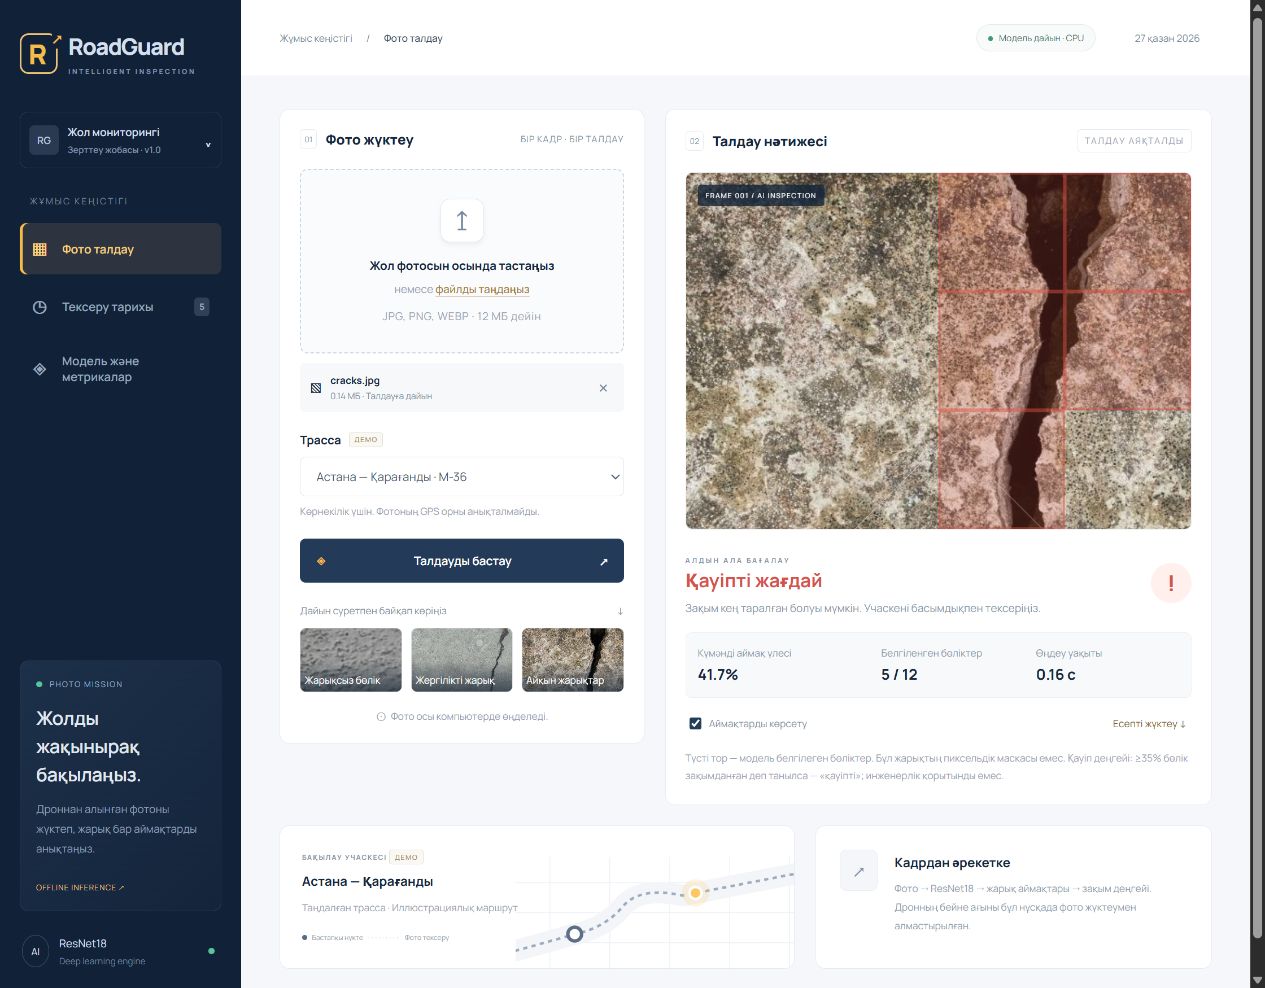 R
RoadGuard
INTELLIGENT INSPECTION
RG
Жол мониторингі
Зерттеу жобасы · v1.0
ЖҰМЫС КЕҢІСТІГІ
Фото талдау
Тексеру тарихы
5
Модель және
метрикалар
PHOTO MISSION
Жолды
жақынырақ
бақылаңыз.
Дроннан алынған фотоны
жүктеп, жарық бар аймақтарды
анықтаңыз.
OFFLINE INFERENCE ↗
AI
ResNet18
Deep learning engine
Жұмыс кеңістігі / Фото талдау
Модель дайын · CPU
27 қазан 2026
01 Фото жүктеу
БІР КАДР · БІР ТАЛДАУ
Жол фотосын осында тастаңыз
немесе файлды таңдаңыз
JPG, PNG, WEBP · 12 МБ дейін
cracks.jpg
0.14 МБ · Талдауға дайын
Трасса ДЕМО
Астана — Қарағанды · М-36
Көрнекілік үшін. Фотоның GPS орны анықталмайды.
Талдауды бастау ↗
Дайын суретпен байқап көріңіз ↓
Жарықсыз бөлік
Жергілікті жарық
Айқын жарықтар
Фото осы компьютерде өңделеді.
02 Талдау нәтижесі
ТАЛДАУ АЯҚТАЛДЫ
FRAME 001 / AI INSPECTION
АЛДЫН АЛА БАҒАЛАУ
Қауіпті жағдай
!
Зақым кең таралған болуы мүмкін. Учаскені басымдықпен тексеріңіз.
Күмәнді аймақ үлесі
41.7%
Белгіленген бөліктер
5 / 12
Өңдеу уақыты
0.16 с
Аймақтарды көрсету
Есепті жүктеу ↓
Түсті тор — модель белгілеген бөліктер. Бұл жарықтың пиксельдік маскасы емес. Қауіп деңгейі: ≥35% бөлік
зақымданған деп танылса — «қауіпті»; инженерлік қорытынды емес.
БАҚЫЛАУ УЧАСКЕСІ ДЕМО
Астана — Қарағанды
Таңдалған трасса · Иллюстрациялық маршрут
Бастапқы нүкте
Фото тексеру
Кадрдан әрекетке
Фото → ResNet18 → жарық аймақтары → зақым деңгейі.
Дронның бейне ағыны бұл нұсқада фото жүктеумен
алмастырылған.